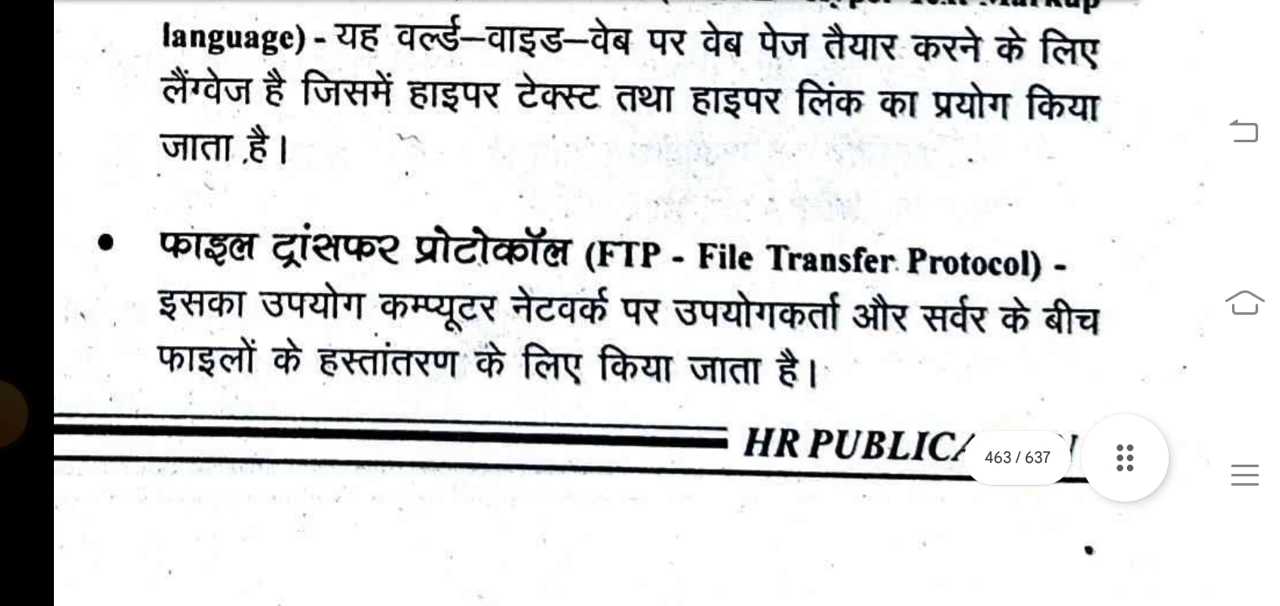 language) - यह वर्ल्ड–वाइड–वेब पर वेब पेज तैयार करने के लिए
लैंग्वेज है जिसमें हाइपर टेक्स्ट तथा हाइपर लिंक का प्रयोग किया
जाता है।
• फाइल ट्रांसफर प्रोटोकॉल (FTP - File Transfer Protocol) -
इसका उपयोग कम्प्यूटर नेटवर्क पर उपयोगकर्ता और सर्वर के बीच
फाइलों के हस्तांतरण के लिए किया जाता है।
HR
463 / 637